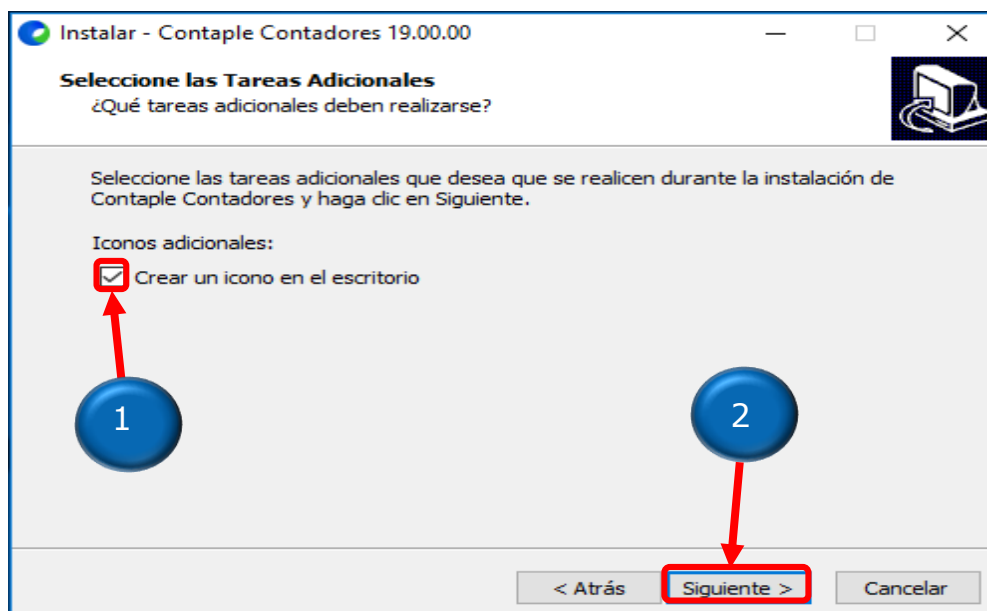 Instalar - Contaple Contadores 19.00.00
Seleccione las Tareas Adicionales
¿Qué tareas adicionales deben realizarse?
Seleccione las tareas adicionales que desea que se realicen durante la instalación de
Contaple Contadores y haga clic en Siguiente.
Iconos adicionales:
Crear un icono en el escritorio
1
2
< Atrás
Siguiente >
Cancelar